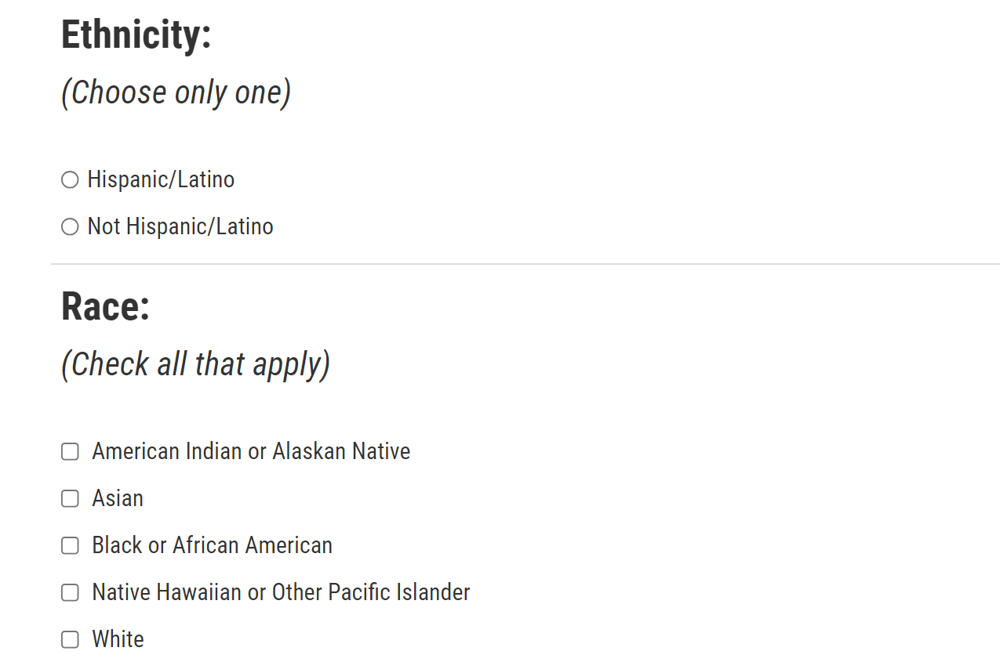 Ethnicity:
(Choose only one)
Hispanic/Latino
Not Hispanic/Latino
Race:
(Check all that apply)
American Indian or Alaskan Native
Asian
Black or African American
Native Hawaiian or Other Pacific Islander
White